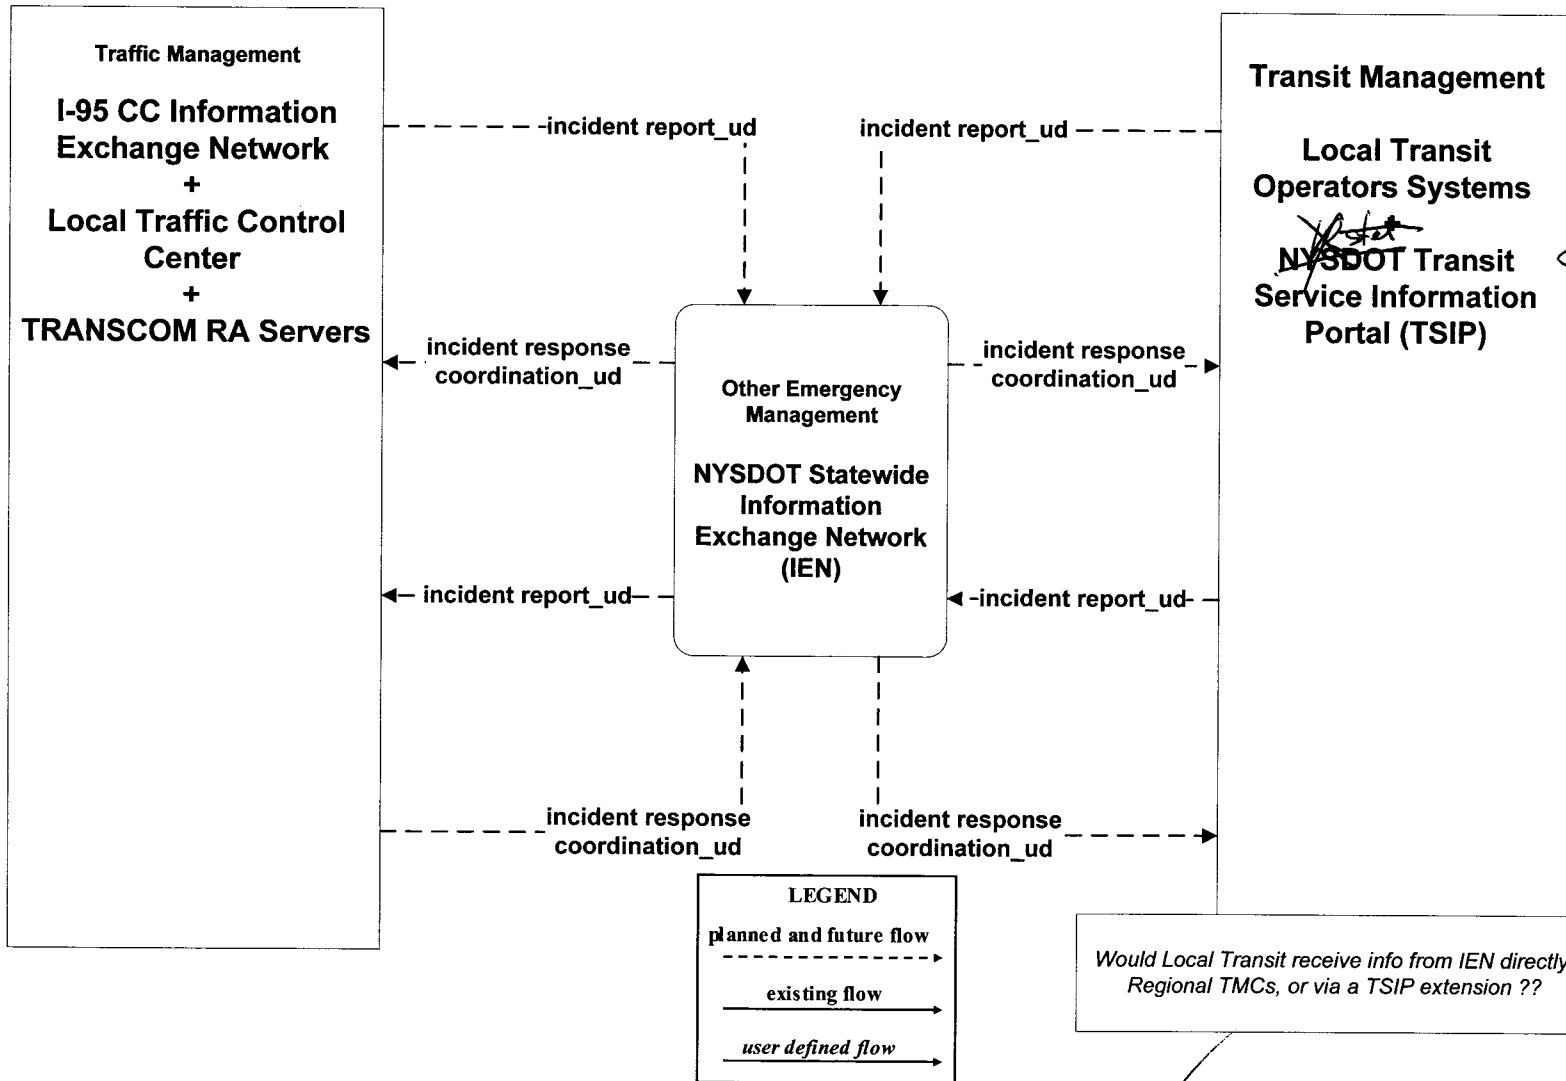 Traffic Management
I-95 CC Information
Exchange Network
+
Local Traffic Control
Center
+
TRANSCOM RA Servers
incident report_ud
incident report_ud
Transit Management
Local Transit
Operators Systems
stet
NYSDOT Transit
Service Information
Portal (TSIP)
incident response
coordination_ud
incident response
coordination_ud
Other Emergency
Management
NYSDOT Statewide
Information
Exchange Network
(IEN)
incident report_ud
incident report_ud
incident response
coordination_ud
incident response
coordination_ud
LEGEND
planned and future flow
existing flow
user defined flow
Would Local Transit receive info from IEN directly
Regional TMCs, or via a TSIP extension ??